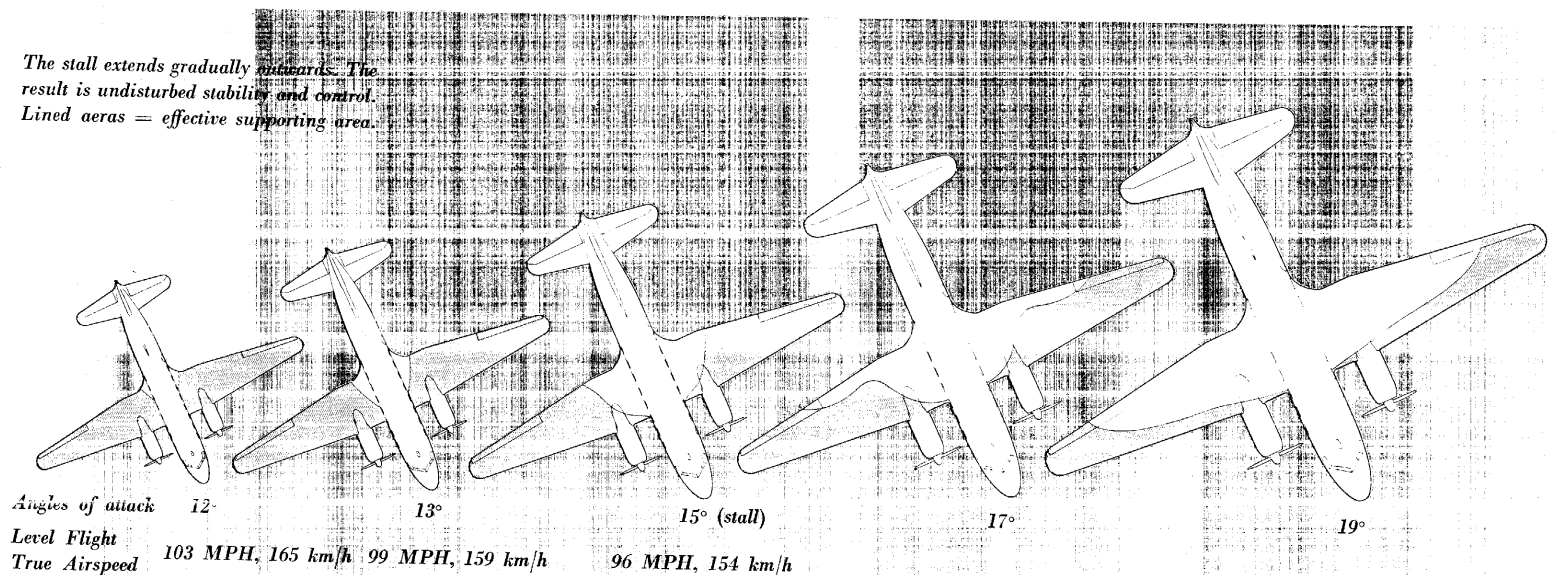 The stall extends gradually outwards. The
result is undisturbed stability and control.
Lined aeras = effective supporting area.
Angles of attack 12° 13° 15° (stall) 17° 19°
Level Flight
True Airspeed 103 MPH, 165 km/h 99 MPH, 159 km/h 96 MPH, 154 km/h